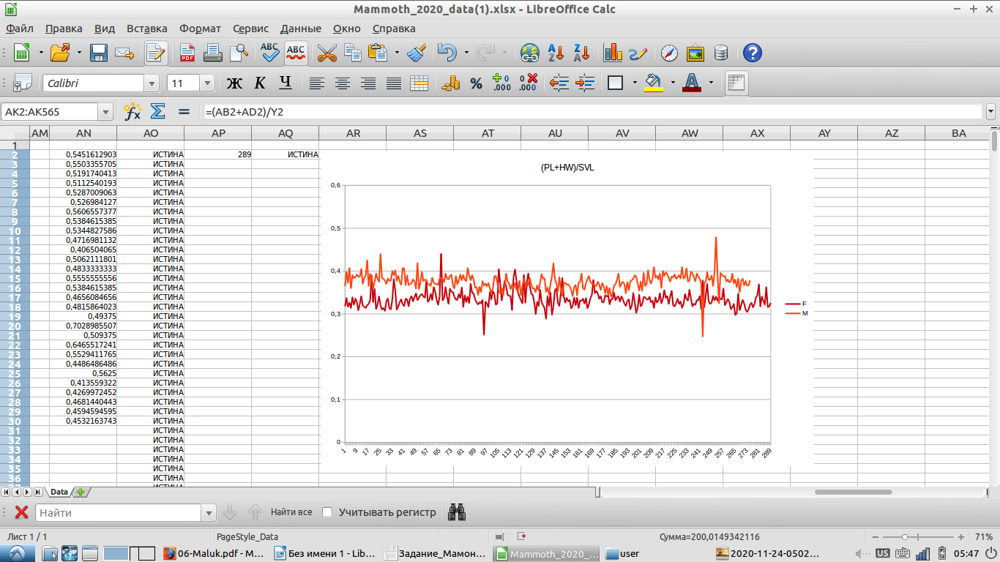 Mammoth_2020_data(1).xlsx - LibreOffice Calc
Файл Правка Вид Вставка Формат Сервис Данные Окно Справка
Calibri 11 Ж К Ч
AK2:AK565 =(AB2+AD2)/Y2
AM AN AO AP AQ AR AS AT AU AV AW AX AY AZ BA
1
2 0,5451612903 ИСТИНА 289 ИСТИНА
3 0,5503355705 ИСТИНА
4 0,5191740413 ИСТИНА
5 0,5112540193 ИСТИНА
6 0,5287009063 ИСТИНА
7 0,526984127 ИСТИНА
8 0,5606557377 ИСТИНА
9 0,5384615385 ИСТИНА
10 0,5344827586 ИСТИНА
11 0,4716981132 ИСТИНА
12 0,406504065 ИСТИНА
13 0,5062111801 ИСТИНА
14 0,4833333333 ИСТИНА
15 0,5555555556 ИСТИНА
16 0,5384615385 ИСТИНА
17 0,4656084656 ИСТИНА
18 0,4815864023 ИСТИНА
19 0,49375 ИСТИНА
20 0,7028985507 ИСТИНА
21 0,509375 ИСТИНА
22 0,6465517241 ИСТИНА
23 0,5529411765 ИСТИНА
24 0,4486486486 ИСТИНА
25 0,5625 ИСТИНА
26 0,413559322 ИСТИНА
27 0,4269972452 ИСТИНА
28 0,4681440443 ИСТИНА
29 0,4594594595 ИСТИНА
30 0,4532163743 ИСТИНА
31 ИСТИНА
32 ИСТИНА
33 ИСТИНА
34 ИСТИНА
35 ИСТИНА
36 ИСТИНА
(PL+HW)/SVL
0,6
0,5
0,4
0,3
0,2
0,1
0
F
M
1 9 17 25 33 41 49 57 65 73 81 89 97 105 113 121 129 137 145 153 161 169 177 185 193 201 209 217 225 233 241 249 257 265 273 281 289
Data
Найти Найти все Учитывать регистр
Лист 1 / 1 PageStyle_Data Сумма=200,0149342116 71%
06-Maluk.pdf - M... Без имени 1 - Lib... Задание_Мамон... Mammoth_2020_... user 2020-11-24-0502... US 05:47